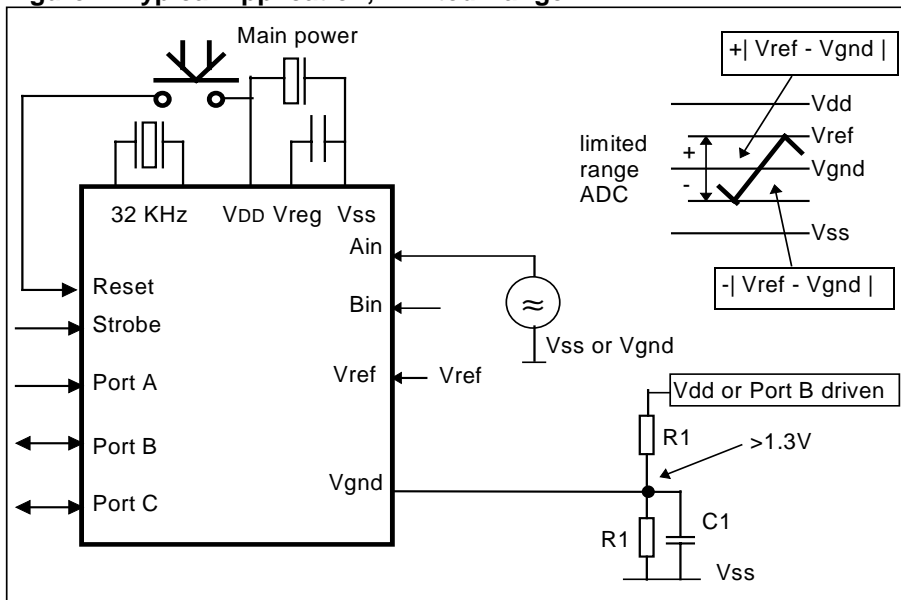 Typical Application,
Main power
+| Vref - Vgnd |
Vdd
Vref
limited
range
ADC
+
-
Vgnd
Vss
-| Vref - Vgnd |
32 KHz
VDD Vreg Vss
Ain
Reset
Bin
≈
Strobe
Vss or Vgnd
Port A
Vref
Vref
Vdd or Port B driven
R1
>1.3V
Port B
Vgnd
Port C
R1
C1
Vss